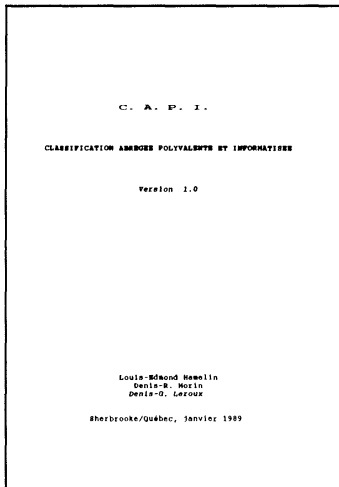 C. A. P. I.
CLASSIFICATION ABREGEE POLYVALENTE ET INFORMATISEE
Version 1.0
Louis-Edmond Hamelin
Denis-R. Morin
Denis-G. Leroux
Sherbrooke/Québec, janvier 1989